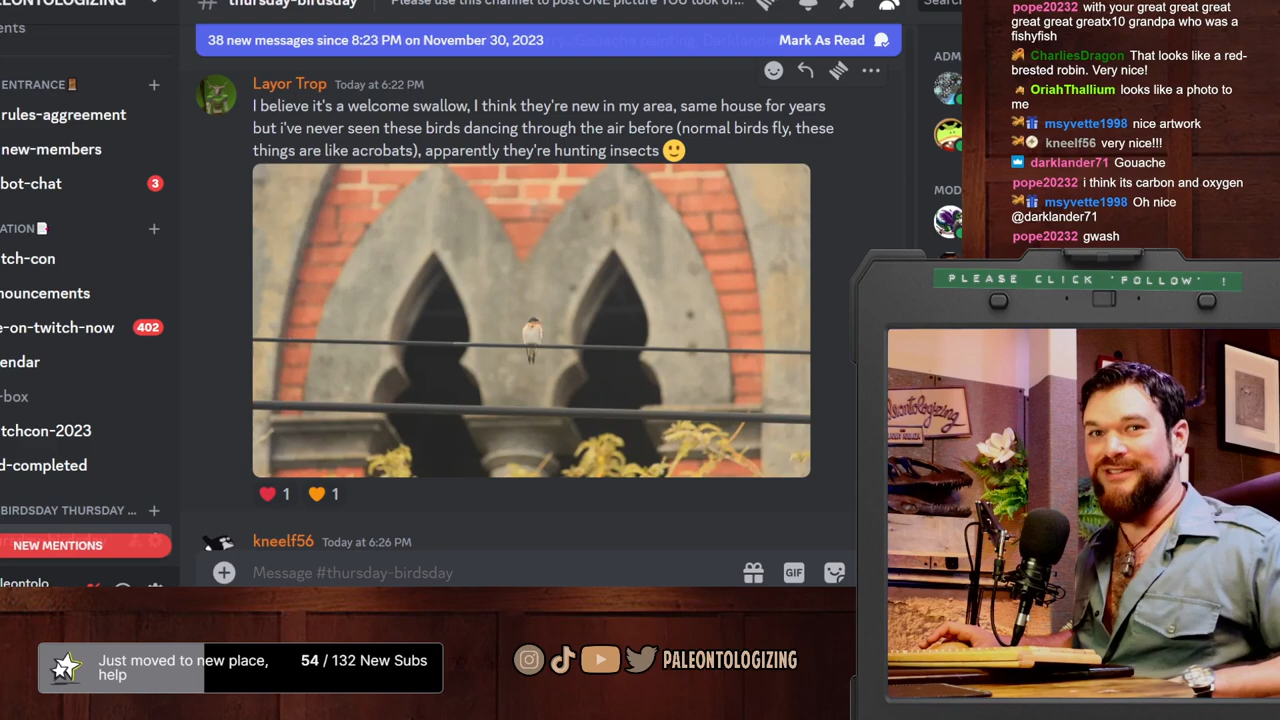 thursday-birdsday
Please use this channel to post ONE picture YOU took of...
38 new messages since 8:23 PM on November 30, 2023
Mark As Read
ents
ENTRANCE
rules-aggreement
new-members
bot-chat 3
ATION
tch-con
nouncements
e-on-twitch-now 402
endar
-box
tchcon-2023
d-completed
BIRDSDAY THURSDAY ...
NEW MENTIONS
Layor Trop Today at 6:22 PM
I believe it's a welcome swallow, I think they're new in my area, same house for years
but i've never seen these birds dancing through the air before (normal birds fly, these
things are like acrobats), apparently they're hunting insects 🙂
❤️ 1 🧡 1
kneelf56 Today at 6:26 PM
Message #thursday-birdsday
GIF
ADM
MOD
pope20232 with your great great great
great great greatx10 grandpa who was a
fishyfish
CharliesDragon That looks like a red-
brested robin. Very nice!
OriahThallium looks like a photo to
me
msyvette1998 nice artwork
kneelf56 very nice!!!
darklander71 Gouache
pope20232 i think its carbon and oxygen
msyvette1998 Oh nice
@darklander71
pope20232 gwash
PLEASE CLICK 'FOLLOW' !
Just moved to new place,
help
54 / 132 New Subs
PALEONTOLOGIZING